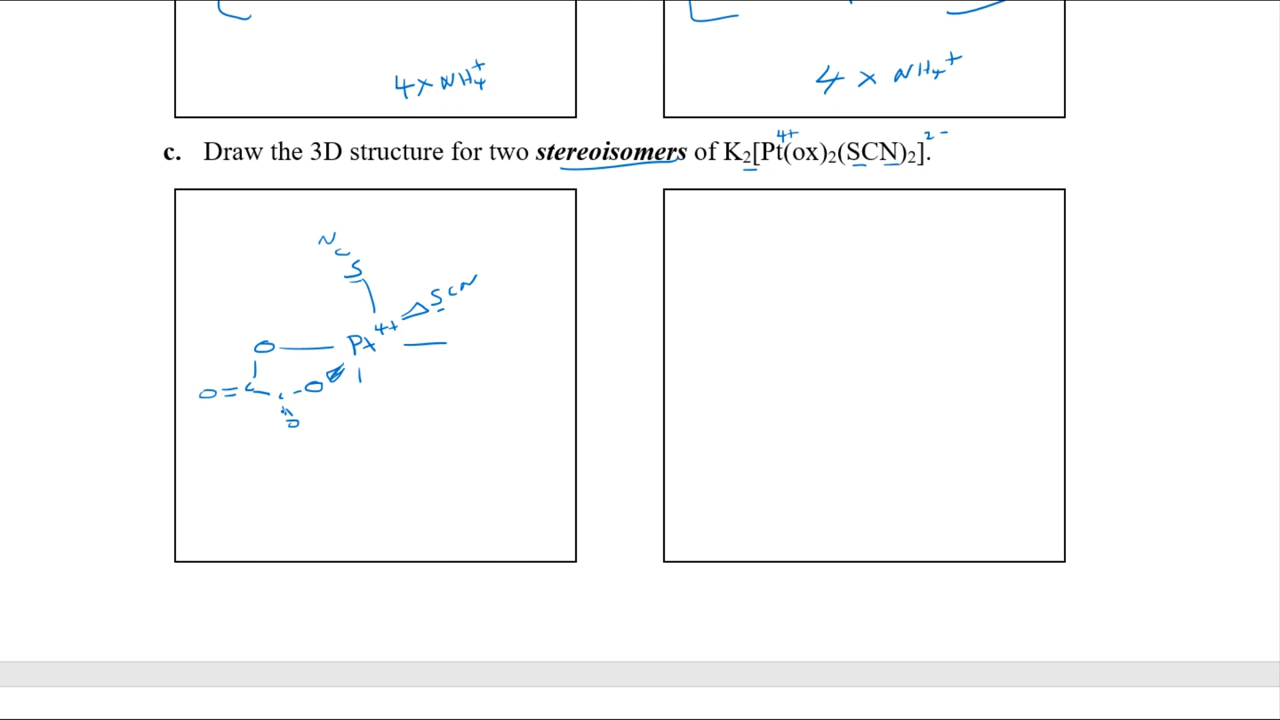 4 x NH₄⁺ 4 x NH₄⁺
4+ 2-
c. Draw the 3D structure for two stereoisomers of K₂[Pt(ox)₂(SCN)₂].
N
C
S
SCN
O Pt 4+
O=C C -O
O